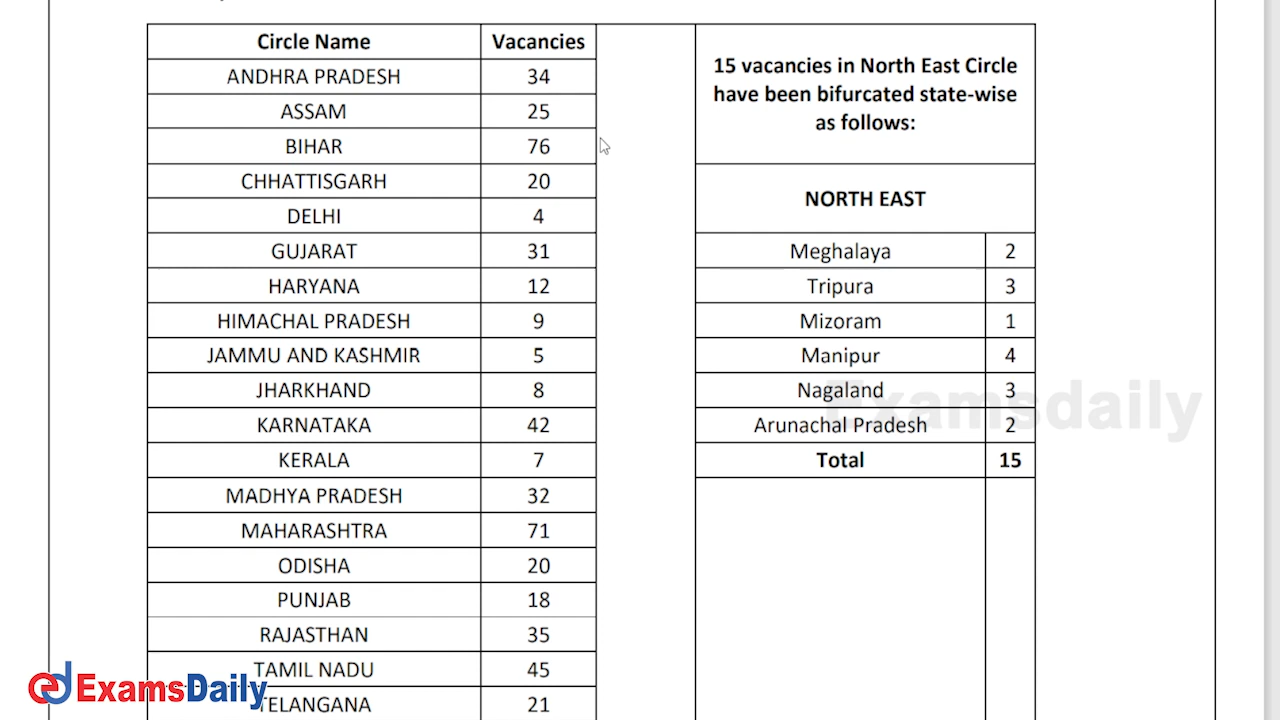 Circle Name Vacancies
ANDHRA PRADESH 34
ASSAM 25
BIHAR 76
CHHATTISGARH 20
DELHI 4
GUJARAT 31
HARYANA 12
HIMACHAL PRADESH 9
JAMMU AND KASHMIR 5
JHARKHAND 8
KARNATAKA 42
KERALA 7
MADHYA PRADESH 32
MAHARASHTRA 71
ODISHA 20
PUNJAB 18
RAJASTHAN 35
TAMIL NADU 45
TELANGANA 21
15 vacancies in North East Circle
have been bifurcated state-wise
as follows:
NORTH EAST
Meghalaya 2
Tripura 3
Mizoram 1
Manipur 4
Nagaland 3
Arunachal Pradesh 2
Total 15
Examsdaily
ed ExamsDaily